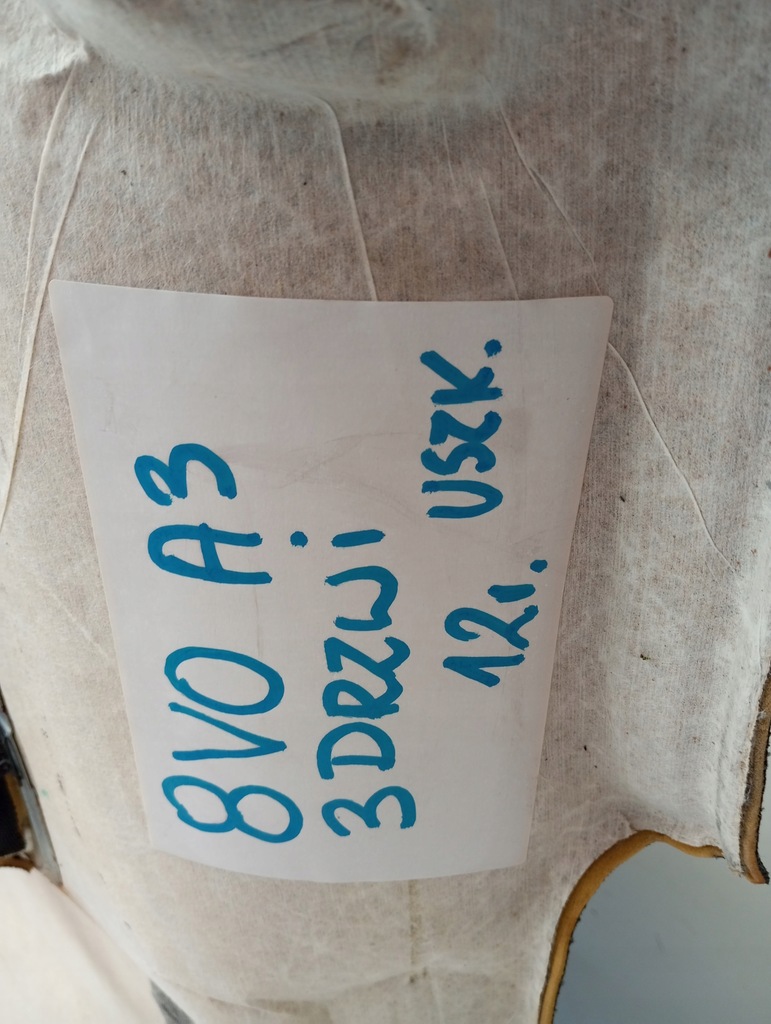 8V0 A3
3 DRZWi
12r. USZK.